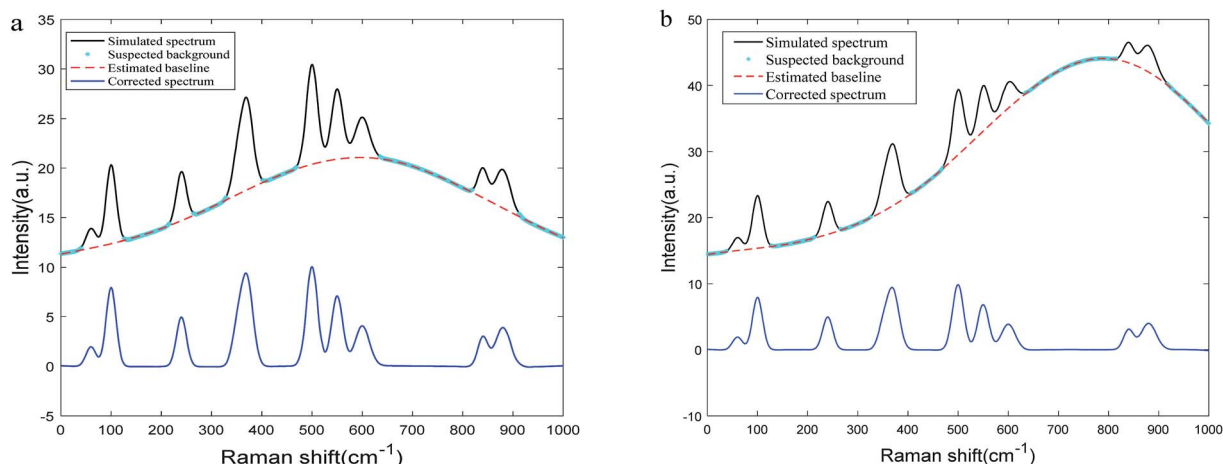 a
35
30
25
20
15
10
5
0
-5
Intensity(a.u.)
Simulated spectrum
Suspected background
Estimated baseline
Corrected spectrum
0 100 200 300 400 500 600 700 800 900 1000
Raman shift(cm⁻¹)
b
50
40
30
20
10
0
-10
Intensity(a.u.)
Simulated spectrum
Suspected background
Estimated baseline
Corrected spectrum
0 100 200 300 400 500 600 700 800 900 1000
Raman shift(cm⁻¹)